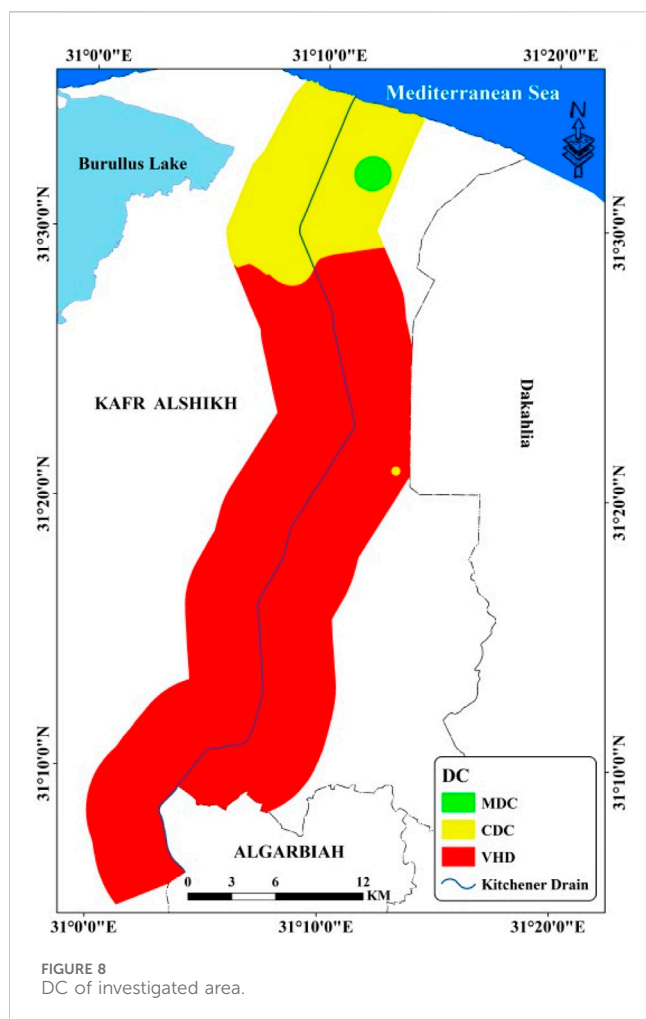 31°0'0"E 31°10'0"E 31°20'0"E
Mediterranean Sea
N
Burullus Lake
31°30'0"N 31°30'0"N
KAFR ALSHIKH
Dakahlia
31°20'0"N 31°20'0"N
31°10'0"N 31°10'0"N
DC
MDC
CDC
VHD
Kitchener Drain
ALGARBIAH
0 3 6 12
KM
31°0'0"E 31°10'0"E 31°20'0"E
FIGURE 8
DC of investigated area.